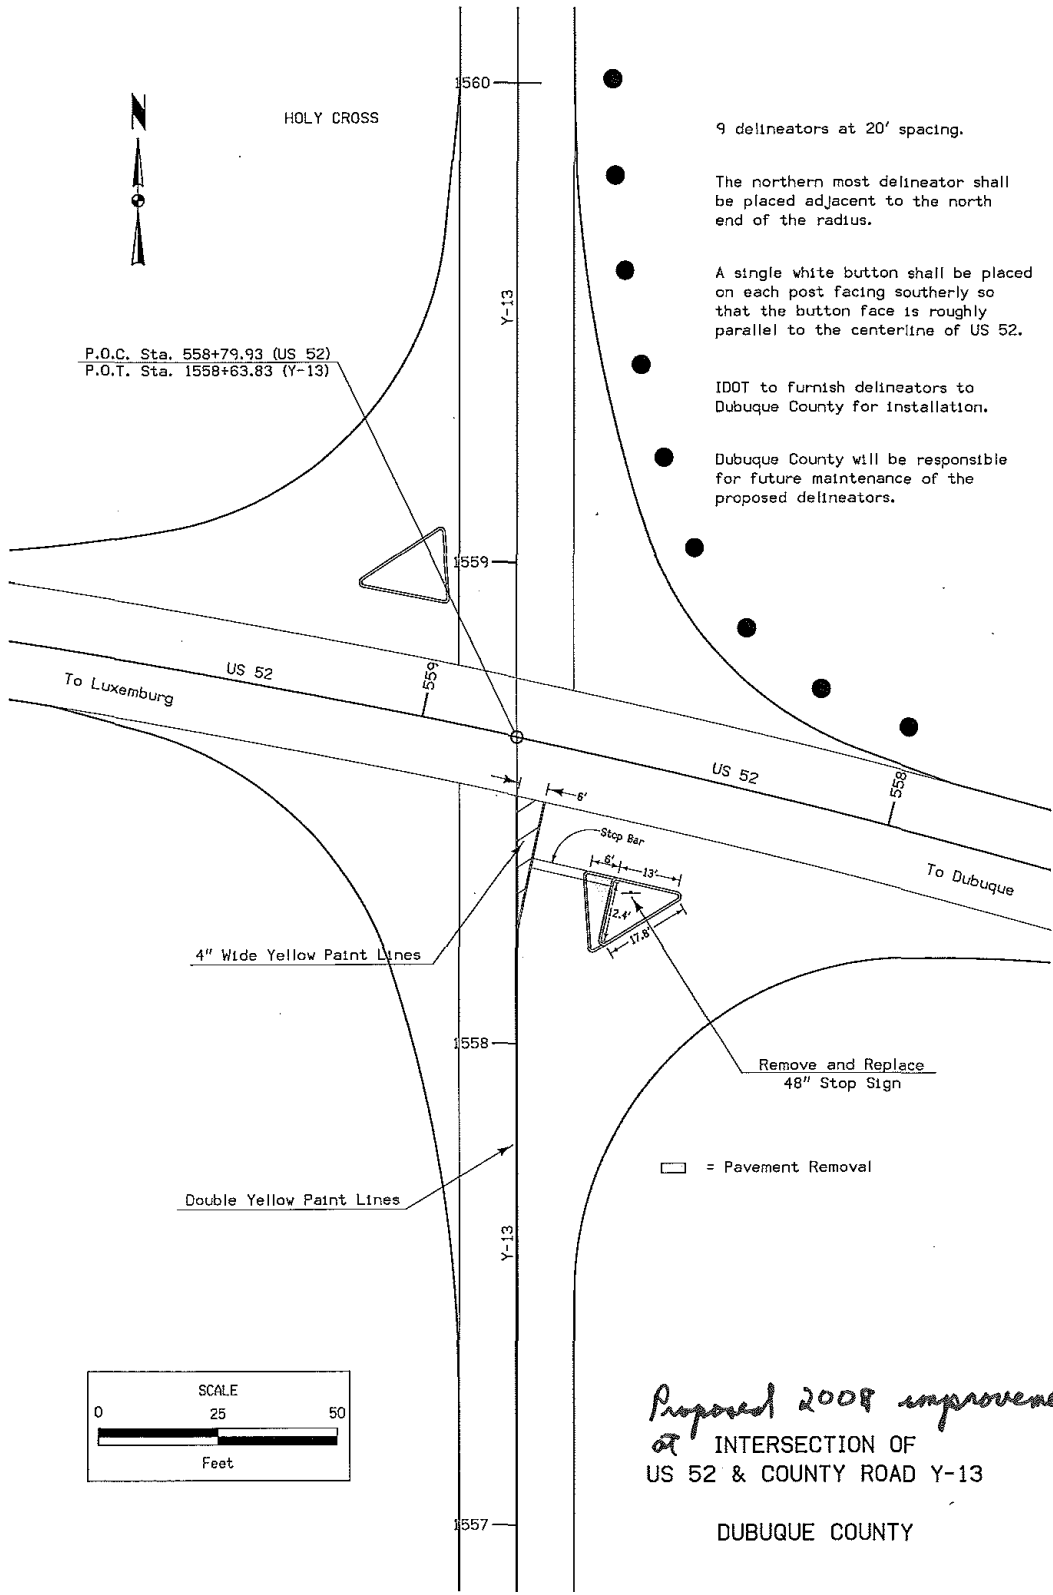 1560
N
HOLY CROSS
9 delineators at 20' spacing.
The northern most delineator shall
be placed adjacent to the north
end of the radius.
A single white button shall be placed
on each post facing southerly so
that the button face is roughly
parallel to the centerline of US 52.
IDOT to furnish delineators to
Dubuque County for installation.
Dubuque County will be responsible
for future maintenance of the
proposed delineators.
Y-13
P.O.C. Sta. 558+79.93 (US 52)
P.O.T. Sta. 1558+63.83 (Y-13)
1559
US 52
559
To Luxemburg
US 52
558
To Dubuque
6'
Stop Bar
6'
13'
2.4'
17.8'
4" Wide Yellow Paint Lines
1558
Remove and Replace
48" Stop Sign
= Pavement Removal
Double Yellow Paint Lines
Y-13
SCALE
0 25 50
Feet
Proposed 2008 improveme
at INTERSECTION OF
US 52 & COUNTY ROAD Y-13
DUBUQUE COUNTY
1557